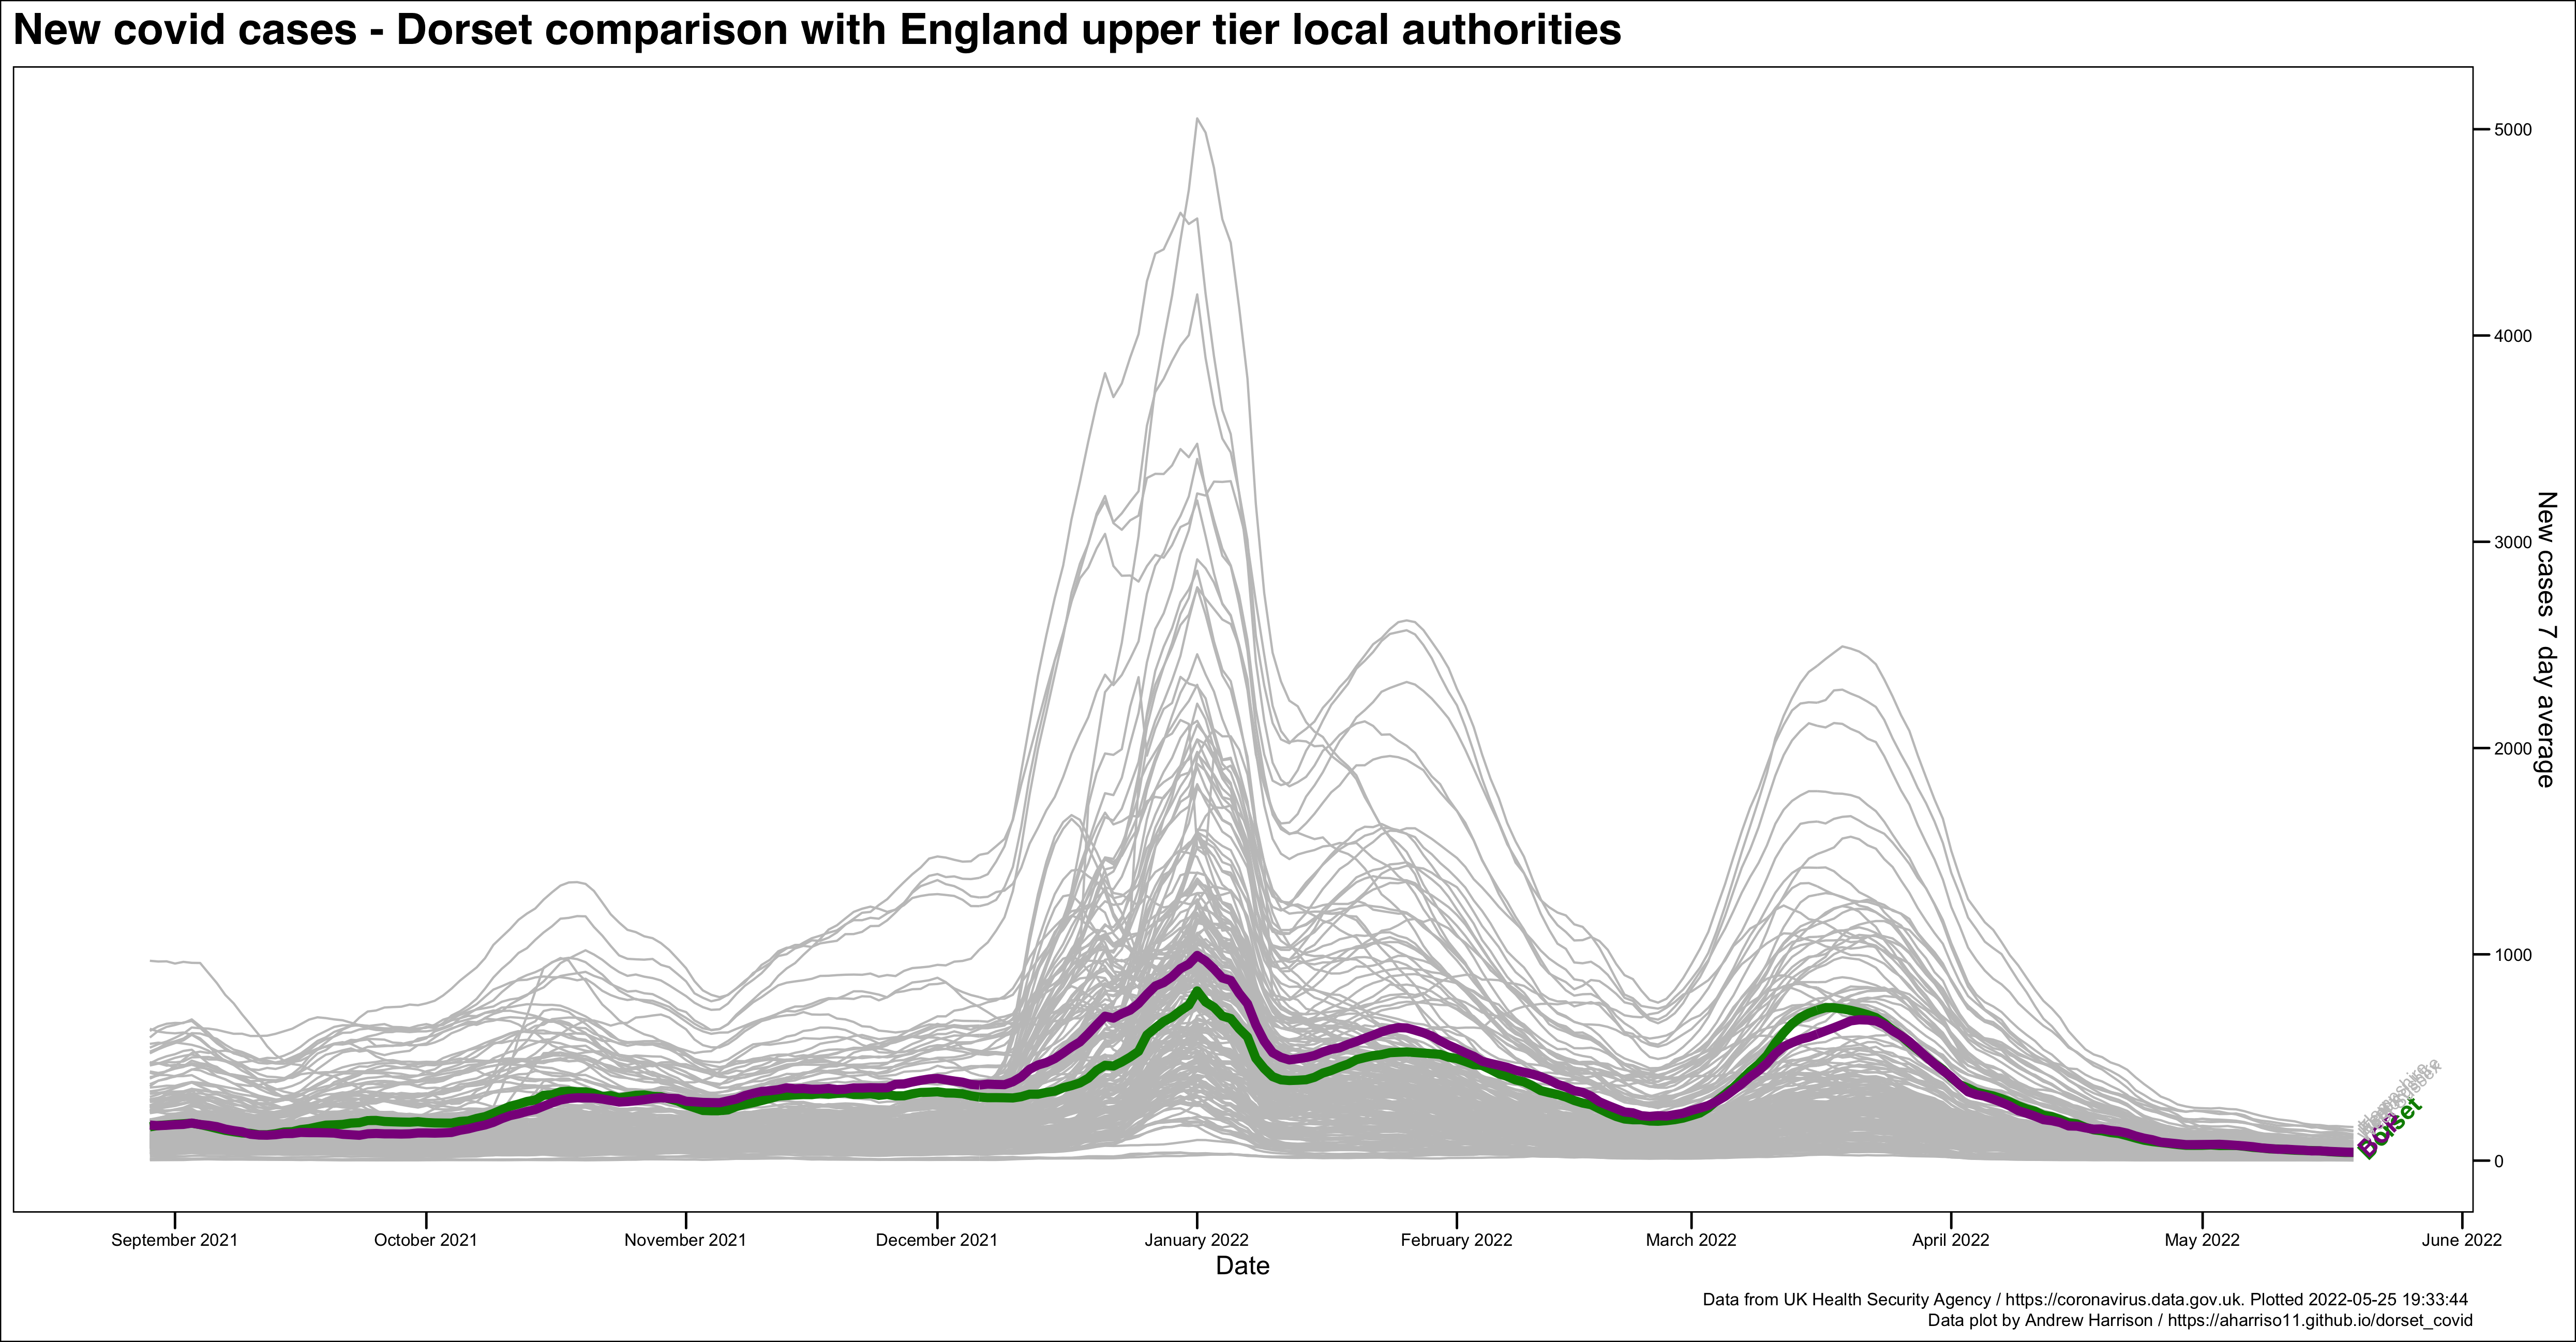 New covid cases - Dorset comparison with England upper tier local authorities
5000
4000
3000
2000
1000
0
New cases 7 day average
Dorset
September 2021
October 2021
November 2021
December 2021
January 2022
February 2022
March 2022
April 2022
May 2022
June 2022
Date
Data from UK Health Security Agency / https://coronavirus.data.gov.uk. Plotted 2022-05-25 19:33:44
Data plot by Andrew Harrison / https://aharriso11.github.io/dorset_covid